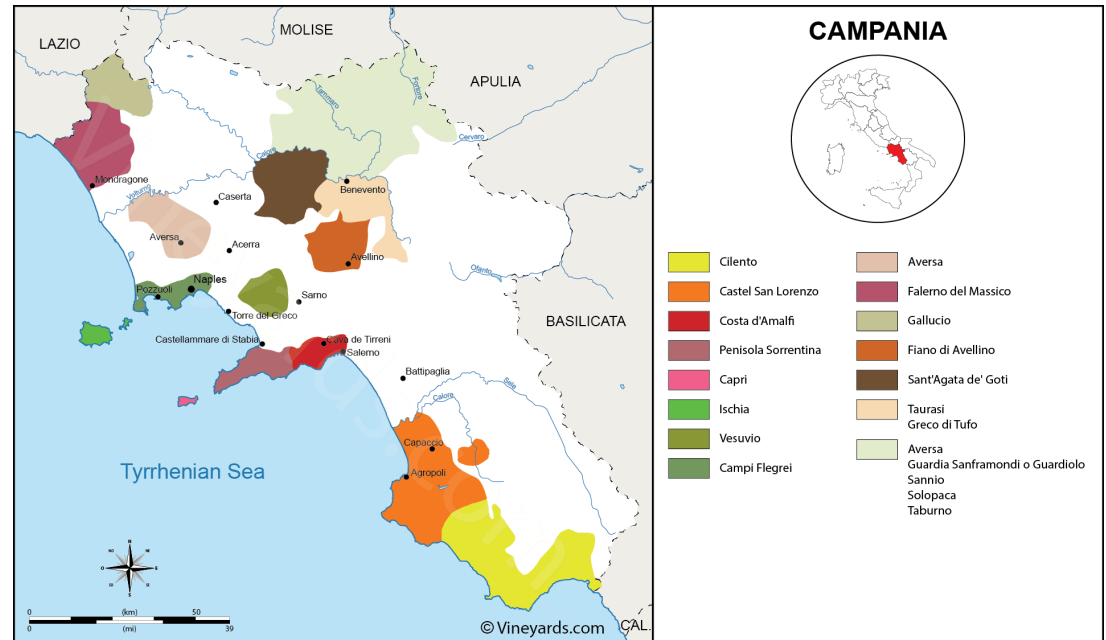 LAZIO
MOLISE
APULIA
Tammaro
Fortore
Cervaro
Calore
Mondragone
Volturno
Benevento
Caserta
Aversa
Acerra
Avellino
Ofanto
Pozzuoli
Naples
Sarno
Torre del Greco
BASILICATA
Castellammare di Stabia
Cava de Tirreni
Salerno
Battipaglia
Sele
Calore
Capaccio
Agropoli
Tyrrhenian Sea
N
NO
NE
O
E
SO
SE
S
0 (km) 50
0 (mi) 39
© Vineyards.com
CAL.
CAMPANIA
Cilento
Castel San Lorenzo
Costa d'Amalfi
Penisola Sorrentina
Capri
Ischia
Vesuvio
Campi Flegrei
Aversa
Falerno del Massico
Gallucio
Fiano di Avellino
Sant'Agata de' Goti
Taurasi
Greco di Tufo
Aversa
Guardia Sanframondi o Guardiolo
Sannio
Solopaca
Taburno